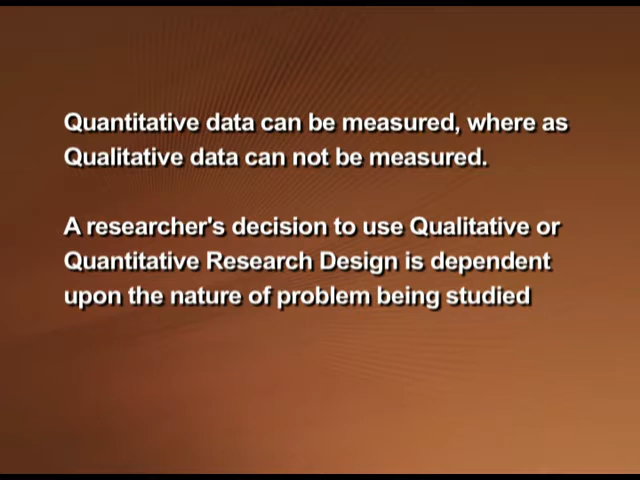 Quantitative data can be measured, where as
Qualitative data can not be measured.
A researcher's decision to use Qualitative or
Quantitative Research Design is dependent
upon the nature of problem being studied